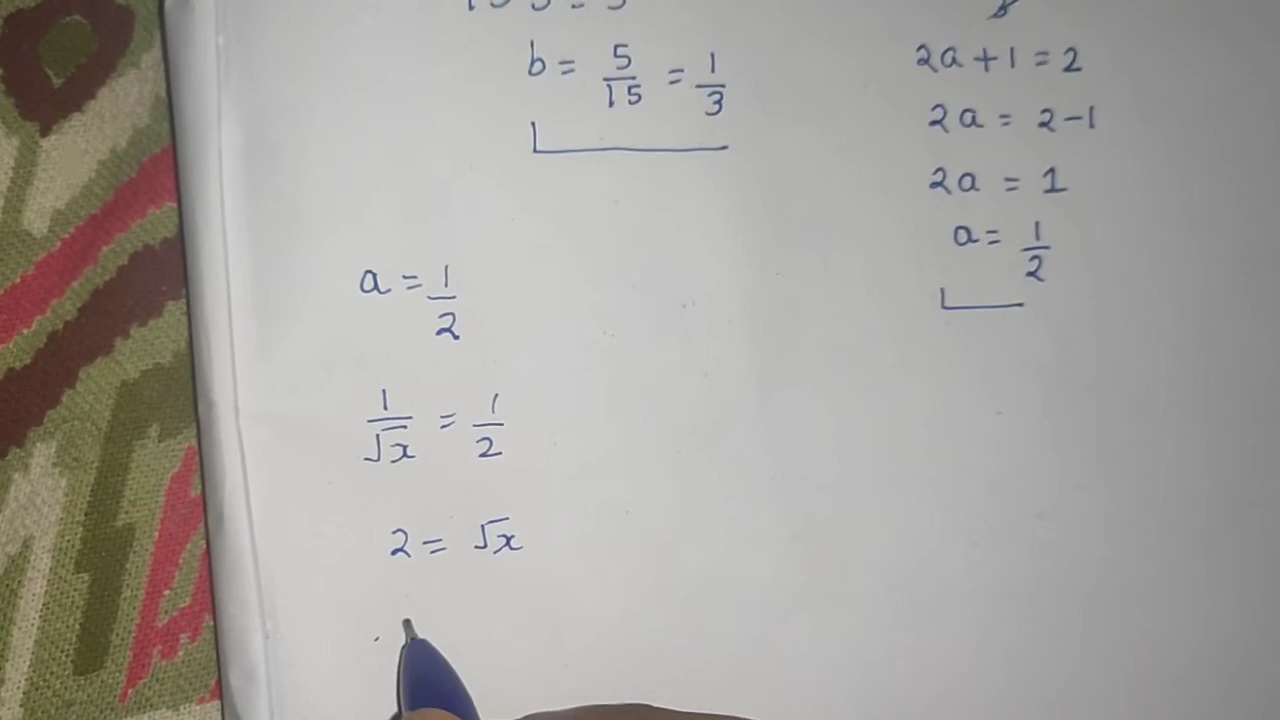 b = 5/15 = 1/3
2a + 1 = 2
2a = 2 - 1
2a = 1
a = 1/2
a = 1/2
1/√x = 1/2
2 = √x